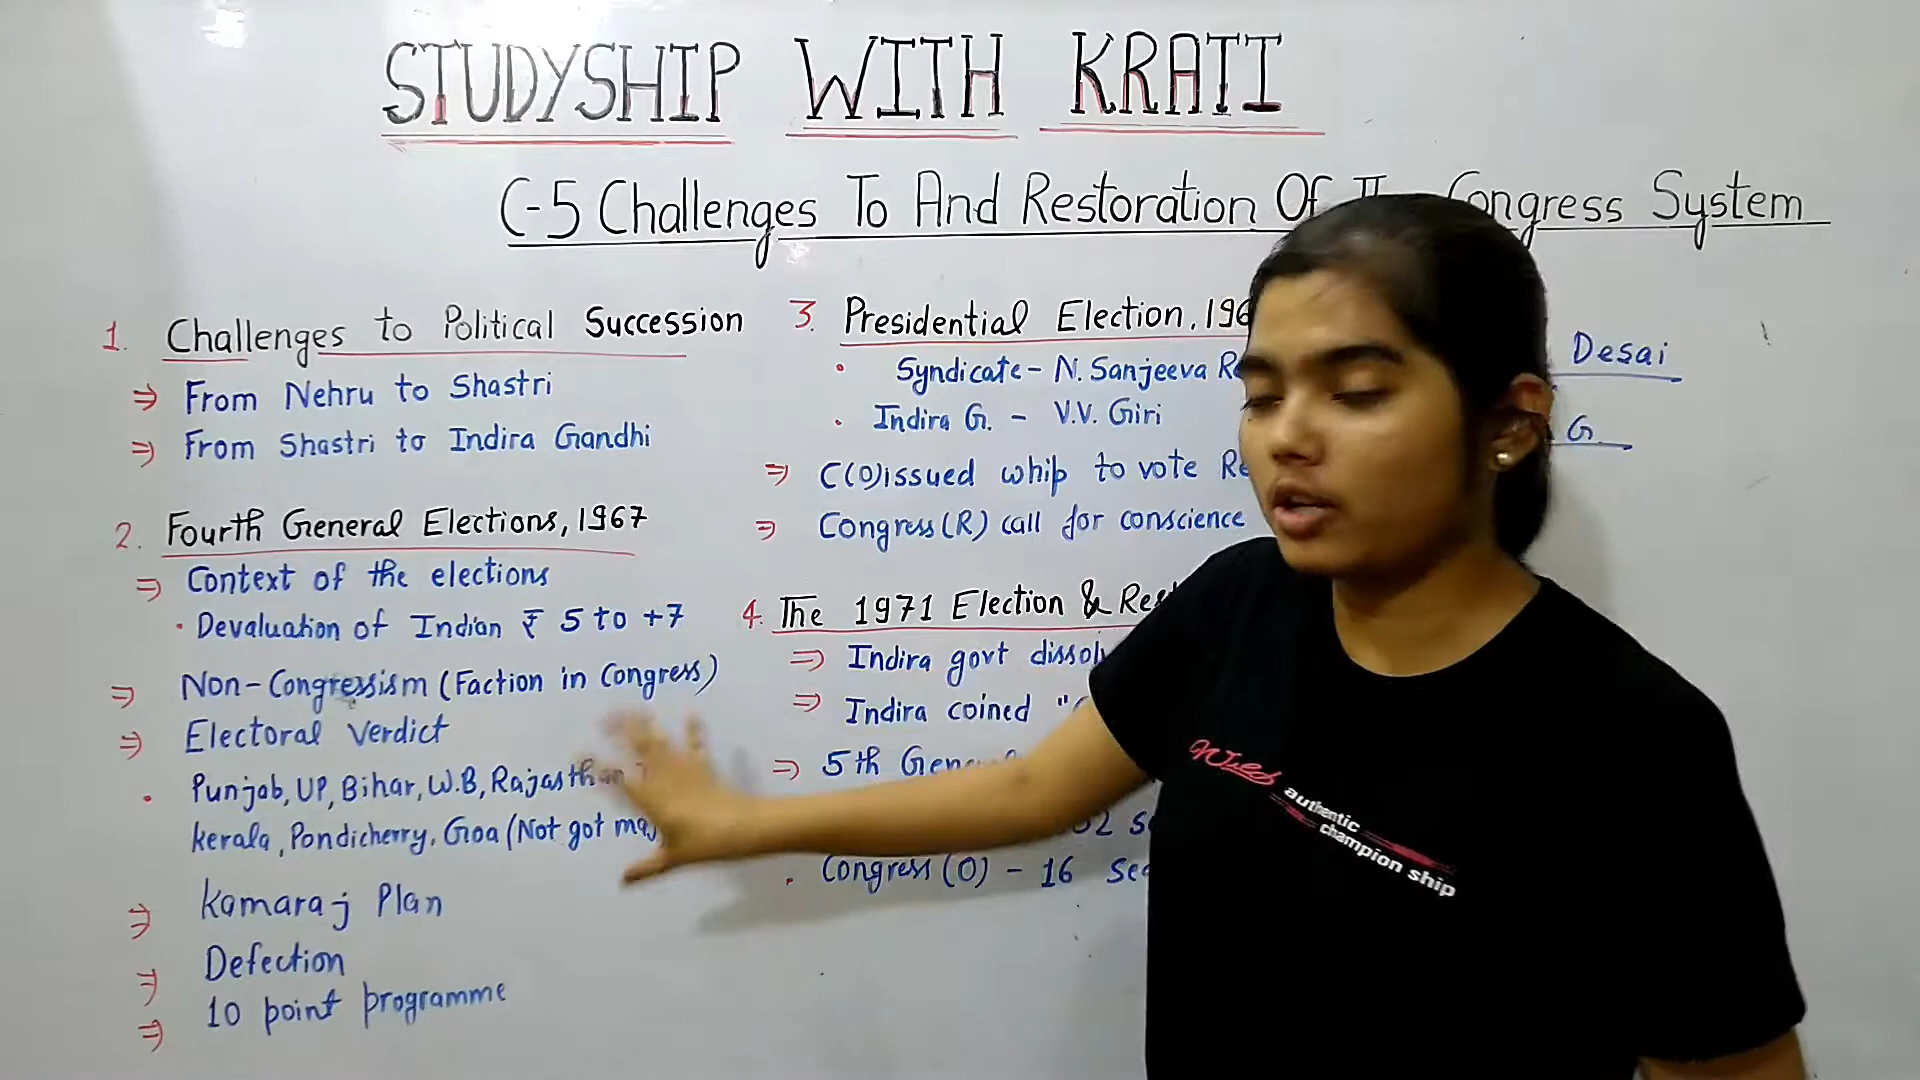 STUDYSHIP WITH KRATI
C-5 Challenges To And Restoration Of Congress System
1. Challenges to Political Succession
⇒ From Nehru to Shastri
⇒ From Shastri to Indira Gandhi
2. Fourth General Elections, 1967
⇒ Context of the elections
• Devaluation of Indian ₹ 5 to +7
⇒ Non-Congressism (Faction in Congress)
⇒ Electoral Verdict
• Punjab, UP, Bihar, W.B, Rajasthan
Kerala, Pondicherry, Goa (Not got
⇒ Kamaraj Plan
⇒ Defection
⇒ 10 point programme
3. Presidential Election, 196
• Syndicate - N. Sanjeeva Re
• Indira G. - V.V. Giri
⇒ C(O) issued whip to vote Re
⇒ Congress (R) call for conscience
4. The 1971 Election & Res
⇒ Indira govt dissol
⇒ Indira coined "
⇒ 5th Gene
• Congress (O) - 16 Sea
Desai
G.
Wised
authentic
champion ship